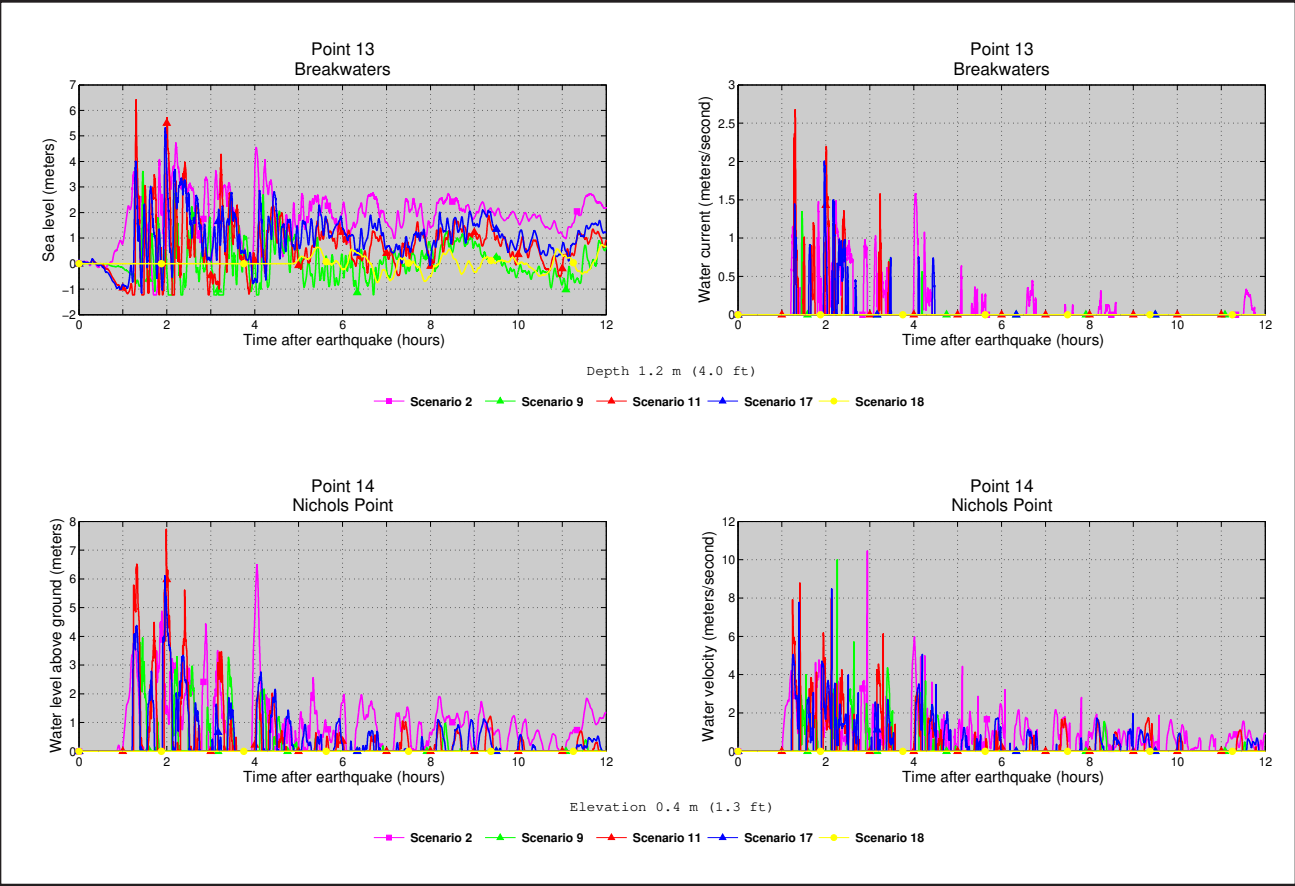 Point 13
Breakwaters
Sea level (meters)
7
6
5
4
3
2
1
0
−1
−2
0 2 4 6 8 10 12
Time after earthquake (hours)
Point 13
Breakwaters
Water current (meters/second)
3
2.5
2
1.5
1
0.5
0
0 2 4 6 8 10 12
Time after earthquake (hours)
Depth 1.2 m (4.0 ft)
Scenario 2 Scenario 9 Scenario 11 Scenario 17 Scenario 18
Point 14
Nichols Point
Water level above ground (meters)
8
7
6
5
4
3
2
1
0
0 2 4 6 8 10 12
Time after earthquake (hours)
Point 14
Nichols Point
Water velocity (meters/second)
12
10
8
6
4
2
0
0 2 4 6 8 10 12
Time after earthquake (hours)
Elevation 0.4 m (1.3 ft)
Scenario 2 Scenario 9 Scenario 11 Scenario 17 Scenario 18